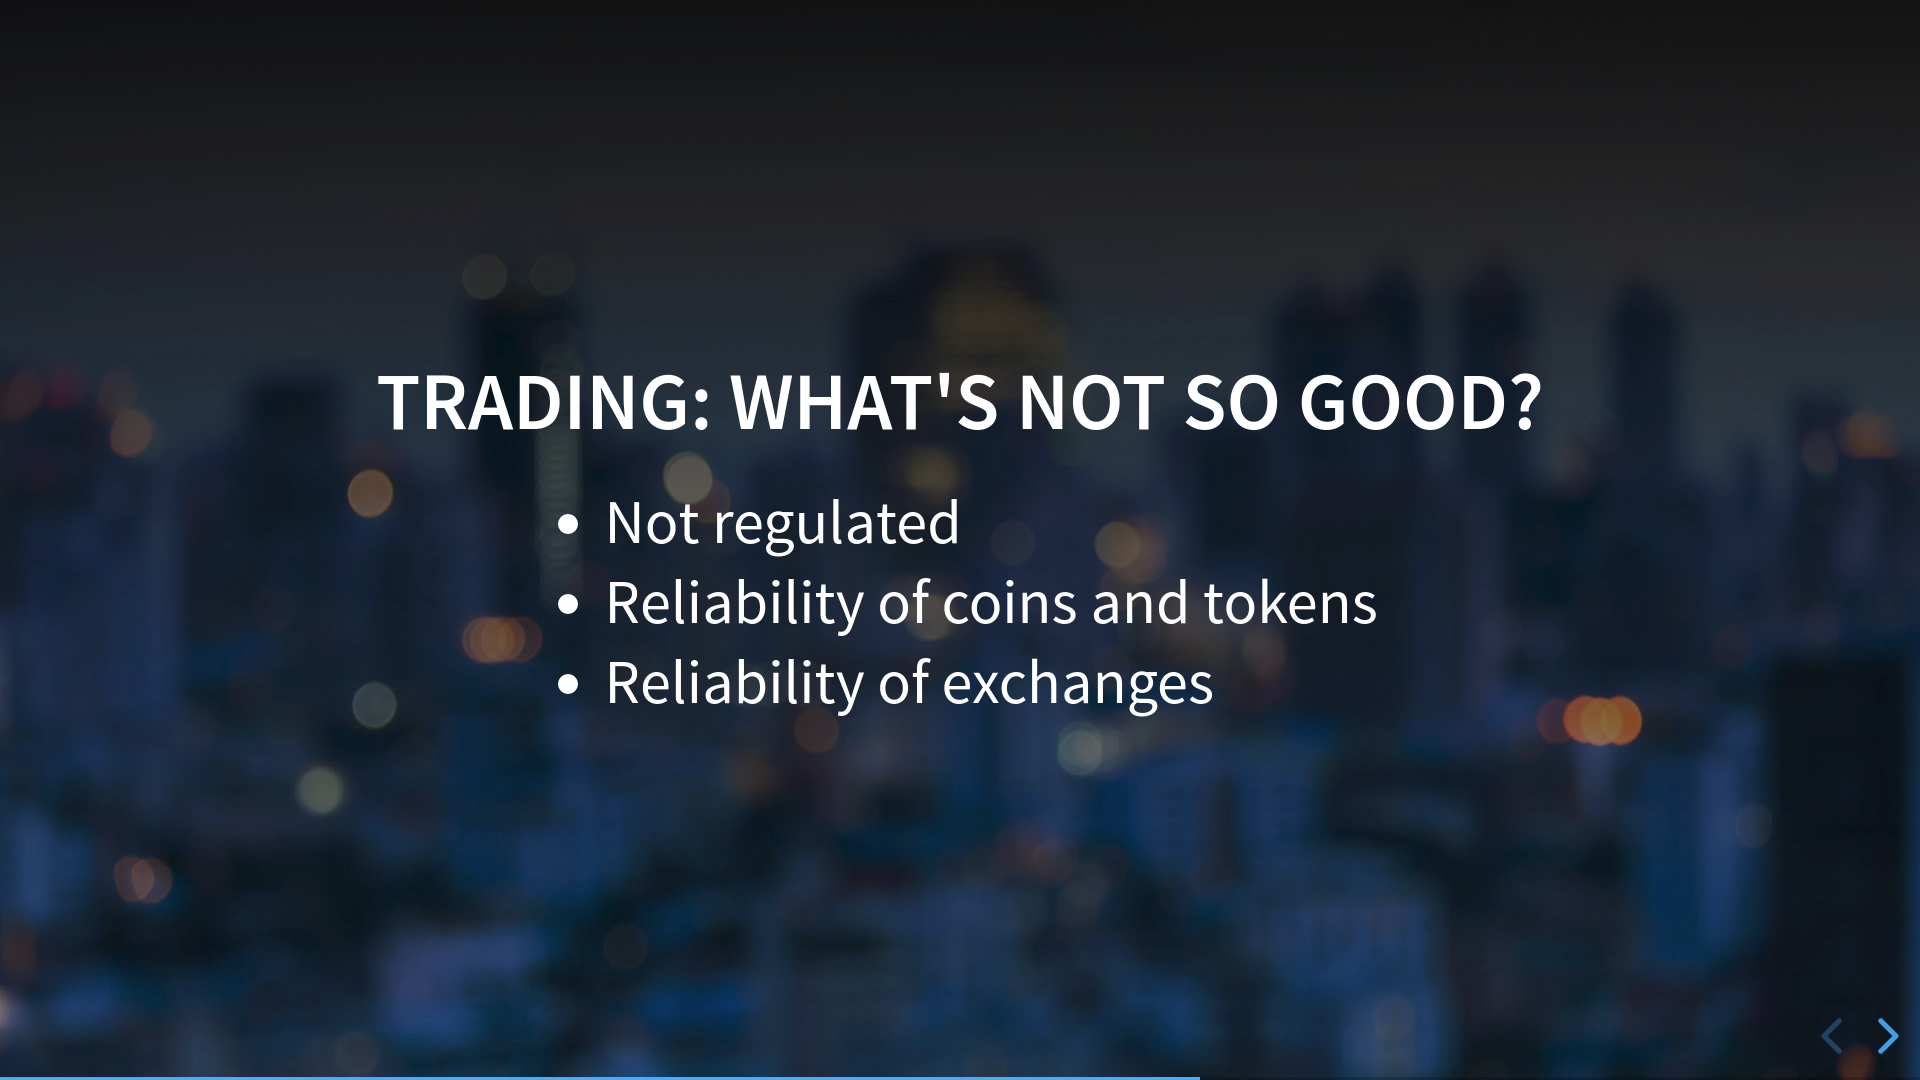 TRADING: WHAT'S NOT SO GOOD?
Not regulated
Reliability of coins and tokens
Reliability of exchanges